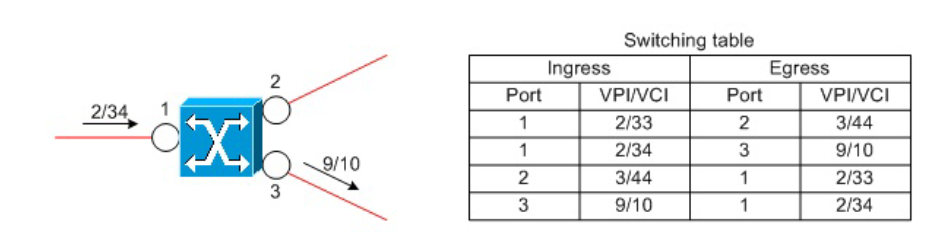 2/34
1
2
3
9/10
Switching table
Ingress Egress
Port VPI/VCI Port VPI/VCI
1 2/33 2 3/44
1 2/34 3 9/10
2 3/44 1 2/33
3 9/10 1 2/34